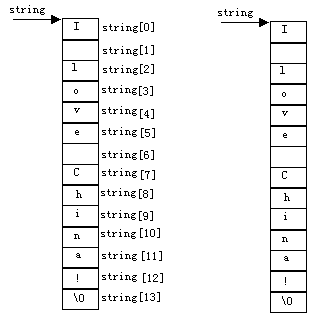 string
string
I string[0] I
string[1]
l string[2] l
o string[3] o
v string[4] v
e string[5] e
string[6]
C string[7] C
h string[8] h
i string[9] i
n string[10] n
a string[11] a
! string[12] !
\0 string[13] \0